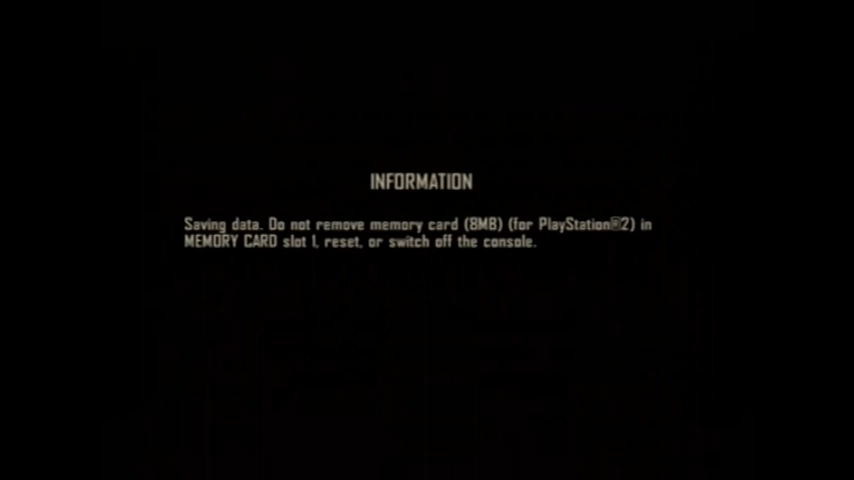 INFORMATION
Saving data. Do not remove memory card (8MB) (for PlayStation®2) in
MEMORY CARD slot 1, reset, or switch off the console.